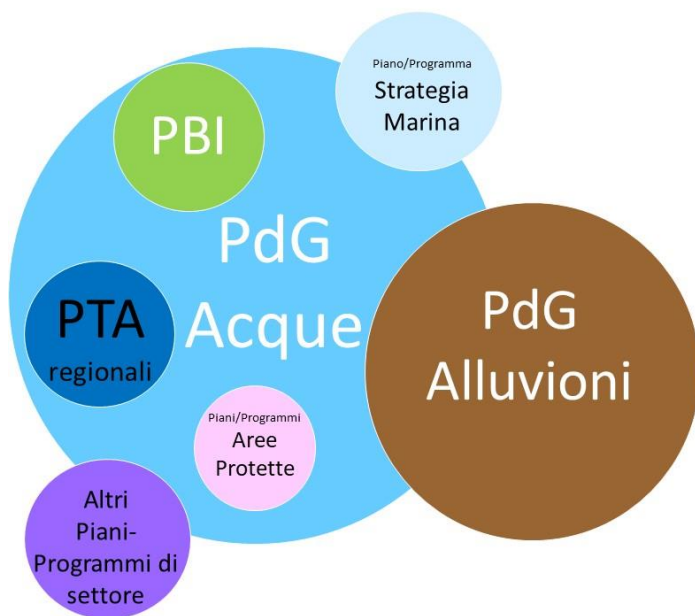 Piano/Programma
Strategia
Marina
PBI
PdG
Acque
PdG
Alluvioni
PTA
regionali
Piani/Programmi
Aree
Protette
Altri
Piani-
Programmi di
settore